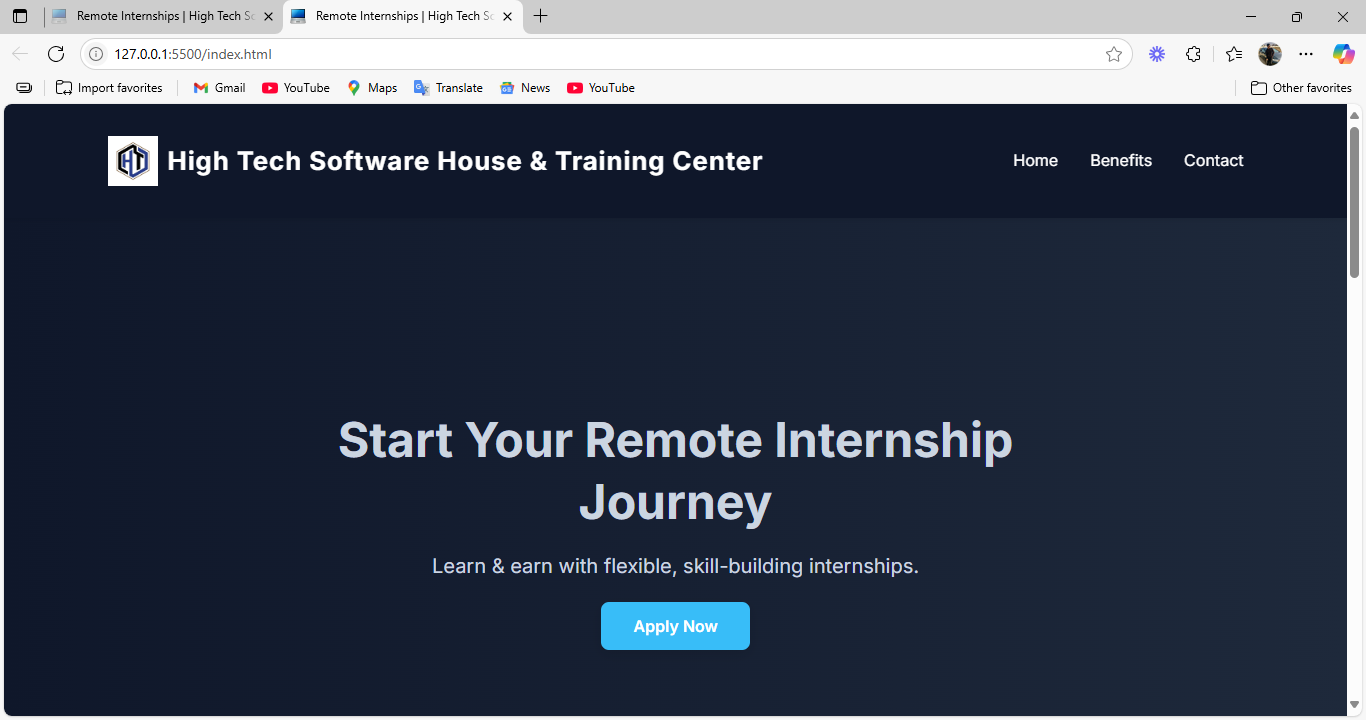 Remote Internships | High Tech So
Remote Internships | High Tech So
127.0.0.1:5500/index.html
Import favorites
Gmail
YouTube
Maps
Translate
News
YouTube
Other favorites
HT
High Tech Software House & Training Center
Home
Benefits
Contact
Start Your Remote Internship
Journey
Learn & earn with flexible, skill-building internships.
Apply Now